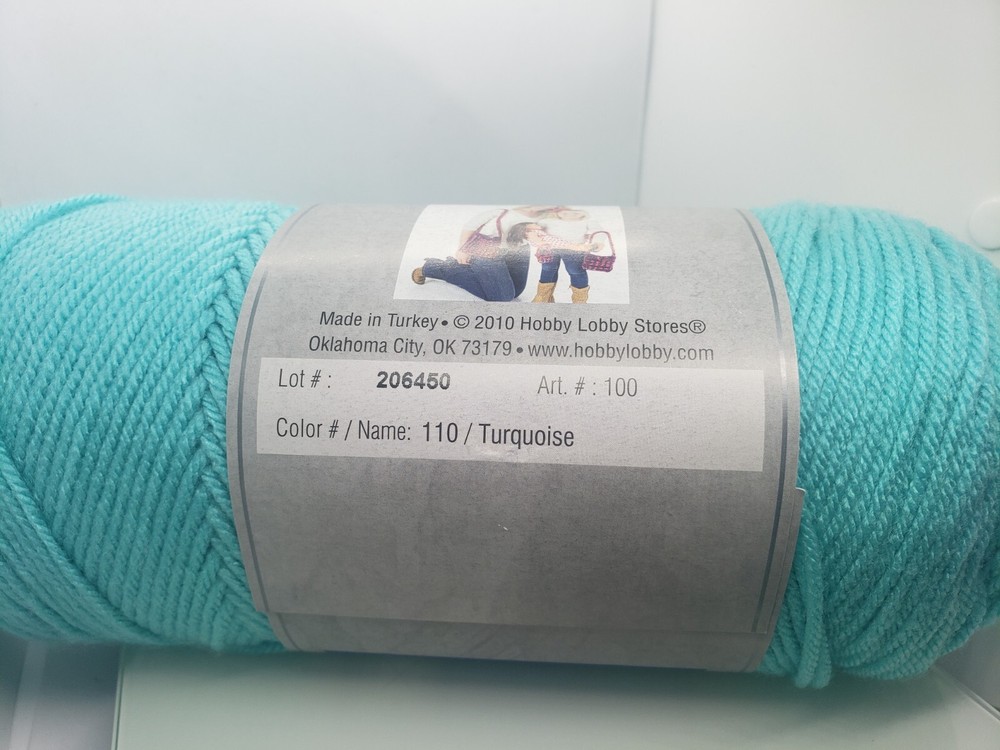 Made in Turkey • © 2010 Hobby Lobby Stores®
Oklahoma City, OK 73179 • www.hobbylobby.com
Lot # : 206450 Art. # : 100
Color # / Name: 110 / Turquoise